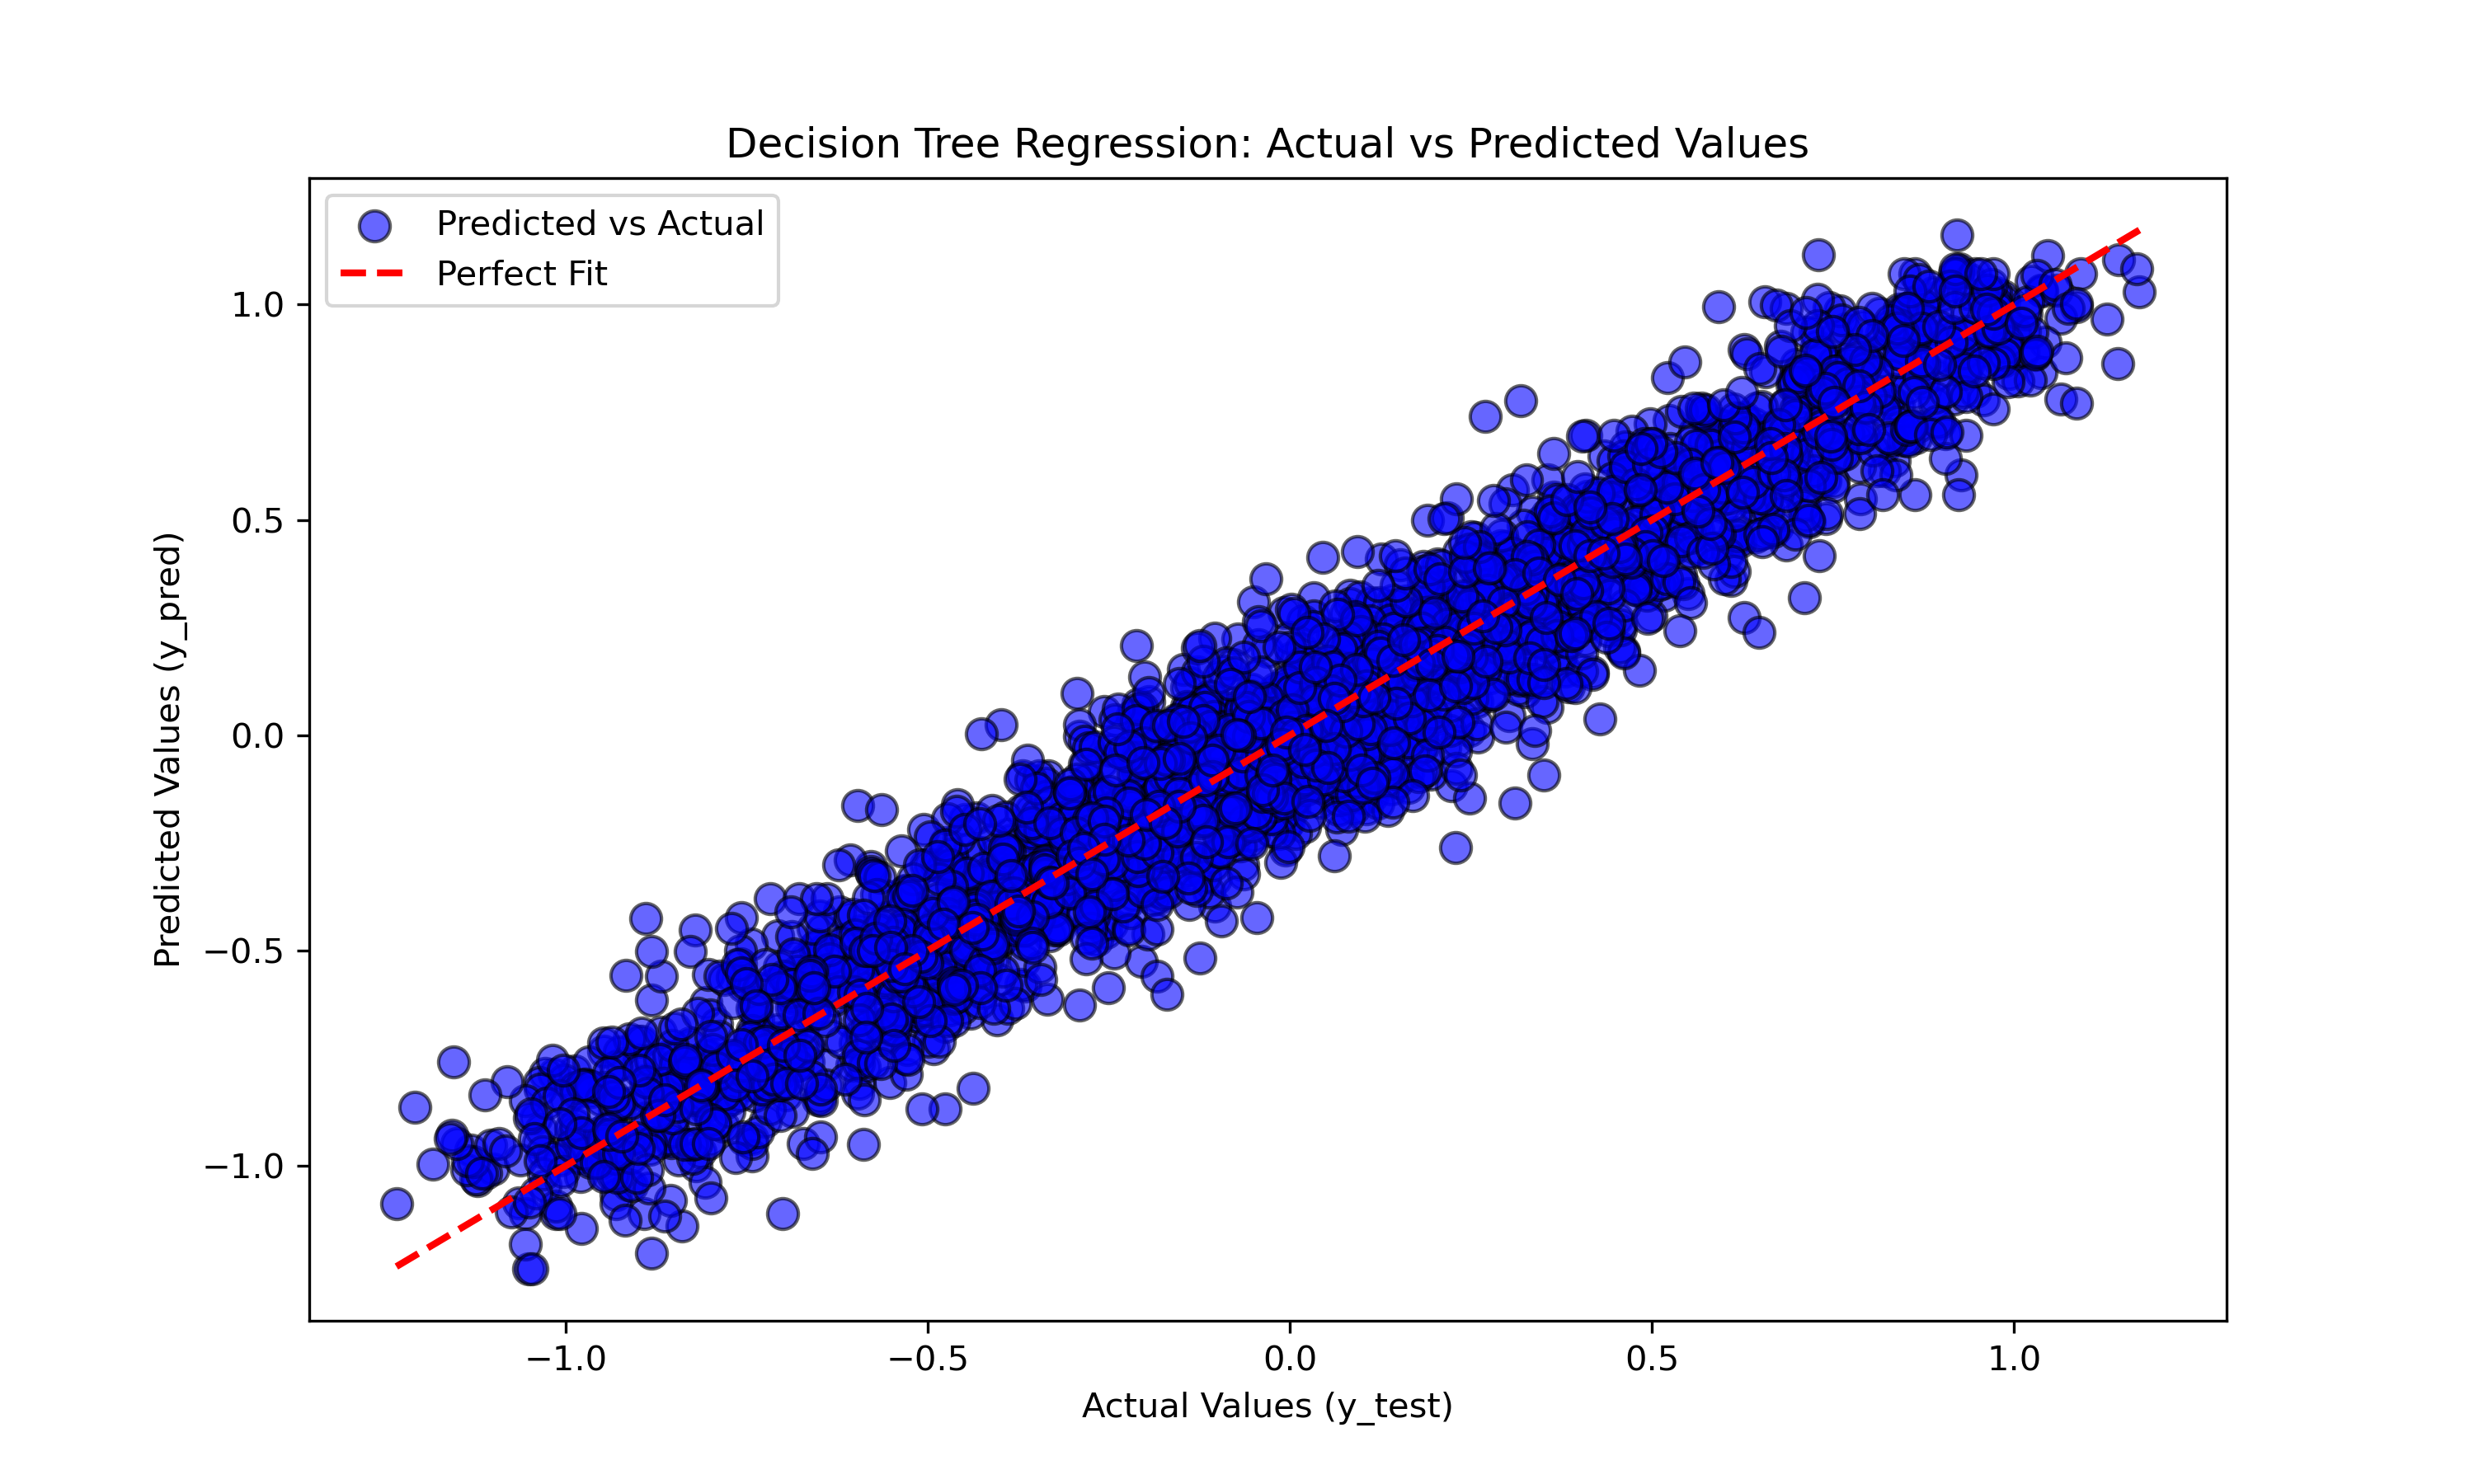 Decision Tree Regression: Actual vs Predicted Values
Predicted vs Actual
Perfect Fit
1.0
0.5
0.0
−0.5
−1.0
Predicted Values (y_pred)
−1.0
−0.5
0.0
0.5
1.0
Actual Values (y_test)